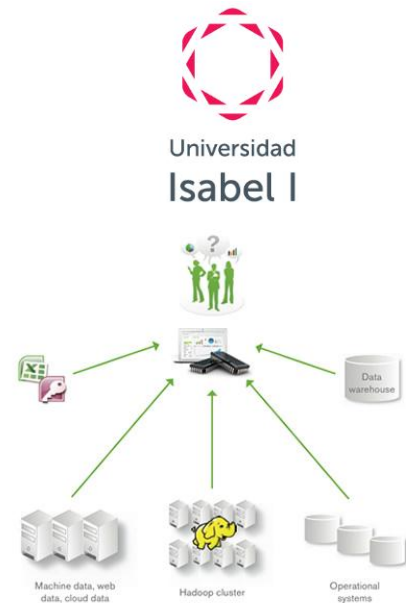 Universidad
Isabel I
?
Data
warehouse
Machine data, web
data, cloud data
Hadoop cluster
Operational
systems